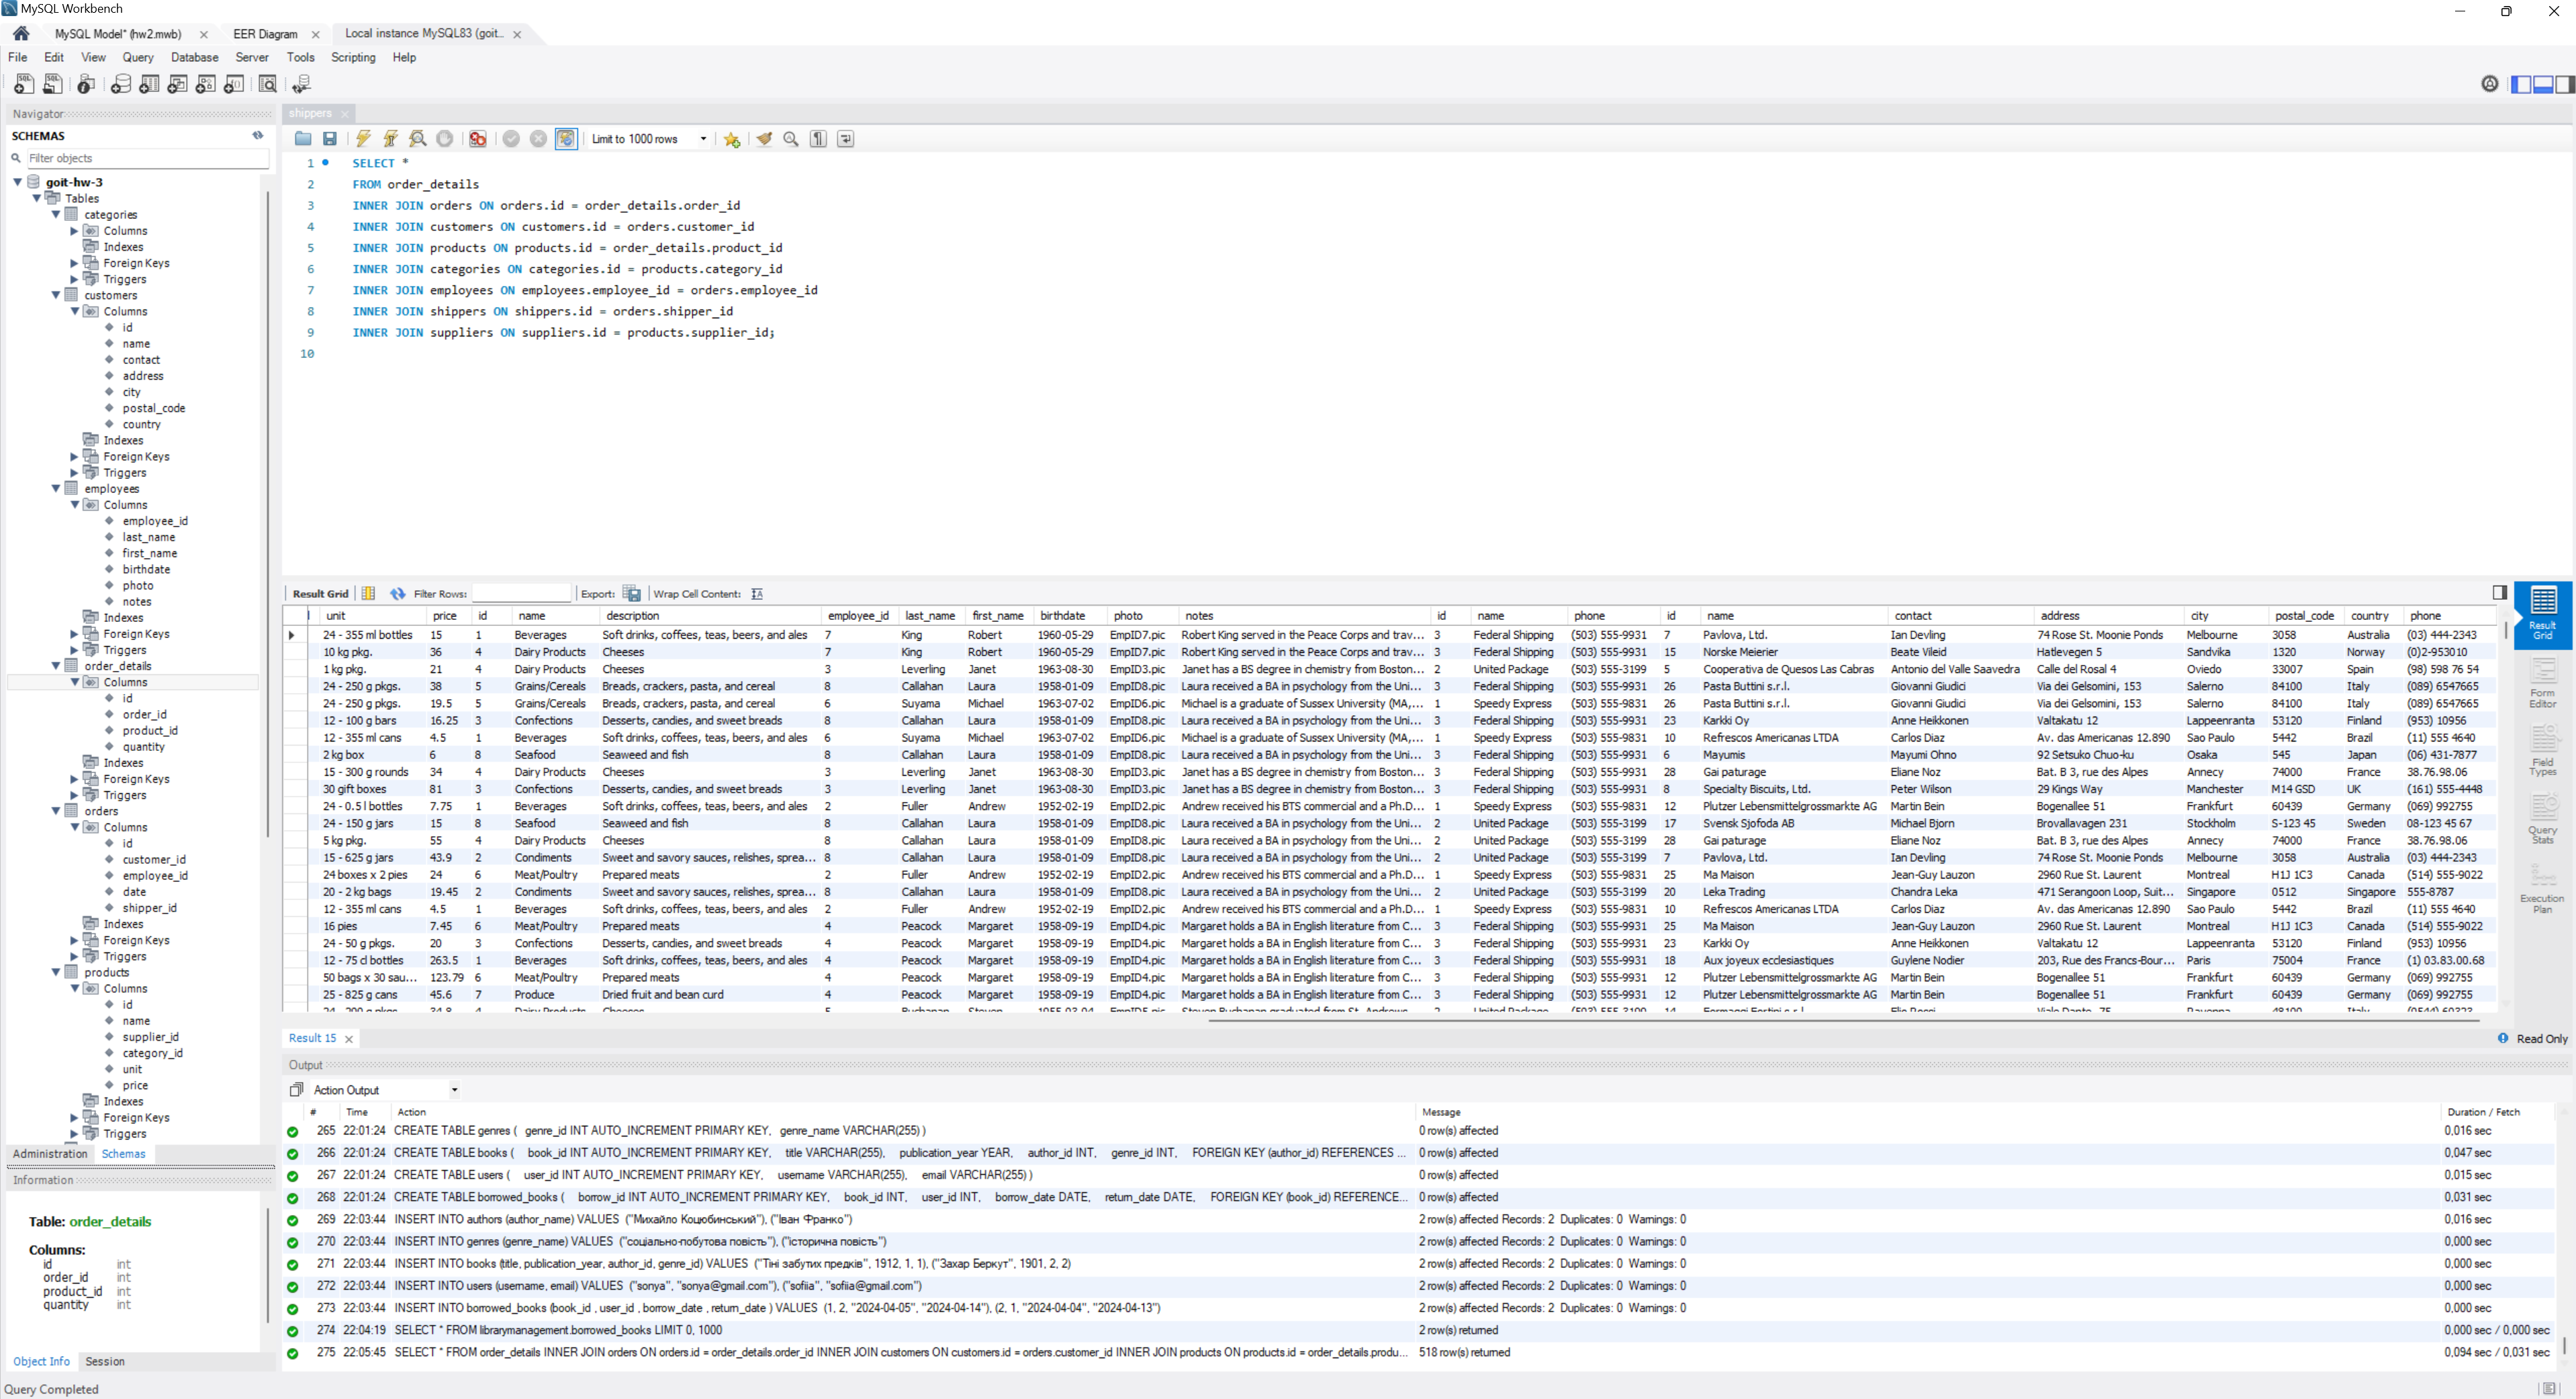 MySQL Workbench
MySQL Model* (hw2.mwb) EER Diagram Local instance MySQL83 (goit...
File Edit View Query Database Server Tools Scripting Help
Navigator
SCHEMAS
Filter objects
goit-hw-3
Tables
categories
Columns
Indexes
Foreign Keys
Triggers
customers
Columns
id
name
contact
address
city
postal_code
country
Indexes
Foreign Keys
Triggers
employees
Columns
employee_id
last_name
first_name
birthdate
photo
notes
Indexes
Foreign Keys
Triggers
order_details
Columns
id
order_id
product_id
quantity
Indexes
Foreign Keys
Triggers
orders
Columns
id
customer_id
employee_id
date
shipper_id
Indexes
Foreign Keys
Triggers
products
Columns
id
name
supplier_id
category_id
unit
price
Indexes
Foreign Keys
Triggers
Administration Schemas
Information
Table: order_details
Columns:
id int
order_id int
product_id int
quantity int
Object Info Session
Query Completed
shippers
Limit to 1000 rows
1 SELECT *
2 FROM order_details
3 INNER JOIN orders ON orders.id = order_details.order_id
4 INNER JOIN customers ON customers.id = orders.customer_id
5 INNER JOIN products ON products.id = order_details.product_id
6 INNER JOIN categories ON categories.id = products.category_id
7 INNER JOIN employees ON employees.employee_id = orders.employee_id
8 INNER JOIN shippers ON shippers.id = orders.shipper_id
9 INNER JOIN suppliers ON suppliers.id = products.supplier_id;
10
Result Grid Filter Rows: Export: Wrap Cell Content:
unit price id name description employee_id last_name first_name birthdate photo notes id name phone id name contact address city postal_code country phone
24 - 355 ml bottles 15 1 Beverages Soft drinks, coffees, teas, beers, and ales 7 King Robert 1960-05-29 EmpID7.pic Robert King served in the Peace Corps and trav... 3 Federal Shipping (503) 555-9931 7 Pavlova, Ltd. Ian Devling 74 Rose St. Moonie Ponds Melbourne 3058 Australia (03) 444-2343
10 kg pkg. 36 4 Dairy Products Cheeses 7 King Robert 1960-05-29 EmpID7.pic Robert King served in the Peace Corps and trav... 3 Federal Shipping (503) 555-9931 15 Norske Meierier Beate Vileid Hatlevegen 5 Sandvika 1320 Norway (0)2-953010
1 kg pkg. 21 4 Dairy Products Cheeses 3 Leverling Janet 1963-08-30 EmpID3.pic Janet has a BS degree in chemistry from Boston... 2 United Package (503) 555-3199 5 Cooperativa de Quesos Las Cabras Antonio del Valle Saavedra Calle del Rosal 4 Oviedo 33007 Spain (98) 598 76 54
24 - 250 g pkgs. 38 5 Grains/Cereals Breads, crackers, pasta, and cereal 8 Callahan Laura 1958-01-09 EmpID8.pic Laura received a BA in psychology from the Uni... 3 Federal Shipping (503) 555-9931 26 Pasta Buttini s.r.l. Giovanni Giudici Via dei Gelsomini, 153 Salerno 84100 Italy (089) 6547665
24 - 250 g pkgs. 19.5 5 Grains/Cereals Breads, crackers, pasta, and cereal 6 Suyama Michael 1963-07-02 EmpID6.pic Michael is a graduate of Sussex University (MA,... 1 Speedy Express (503) 555-9831 26 Pasta Buttini s.r.l. Giovanni Giudici Via dei Gelsomini, 153 Salerno 84100 Italy (089) 6547665
12 - 100 g bars 16.25 3 Confections Desserts, candies, and sweet breads 8 Callahan Laura 1958-01-09 EmpID8.pic Laura received a BA in psychology from the Uni... 3 Federal Shipping (503) 555-9931 23 Karkki Oy Anne Heikkonen Valtakatu 12 Lappeenranta 53120 Finland (953) 10956
12 - 355 ml cans 4.5 1 Beverages Soft drinks, coffees, teas, beers, and ales 6 Suyama Michael 1963-07-02 EmpID6.pic Michael is a graduate of Sussex University (MA,... 1 Speedy Express (503) 555-9831 10 Refrescos Americanas LTDA Carlos Diaz Av. das Americanas 12.890 Sao Paulo 5442 Brazil (11) 555 4640
2 kg box 6 8 Seafood Seaweed and fish 8 Callahan Laura 1958-01-09 EmpID8.pic Laura received a BA in psychology from the Uni... 3 Federal Shipping (503) 555-9931 6 Mayumis Mayumi Ohno 92 Setsuko Chuo-ku Osaka 545 Japan (06) 431-7877
15 - 300 g rounds 34 4 Dairy Products Cheeses 3 Leverling Janet 1963-08-30 EmpID3.pic Janet has a BS degree in chemistry from Boston... 3 Federal Shipping (503) 555-9931 28 Gai paturage Eliane Noz Bat. B 3, rue des Alpes Annecy 74000 France 38.76.98.06
30 gift boxes 81 3 Confections Desserts, candies, and sweet breads 3 Leverling Janet 1963-08-30 EmpID3.pic Janet has a BS degree in chemistry from Boston... 3 Federal Shipping (503) 555-9931 8 Specialty Biscuits, Ltd. Peter Wilson 29 Kings Way Manchester M14 GSD UK (161) 555-4448
24 - 0.5 l bottles 7.75 1 Beverages Soft drinks, coffees, teas, beers, and ales 2 Fuller Andrew 1952-02-19 EmpID2.pic Andrew received his BTS commercial and a Ph.D... 1 Speedy Express (503) 555-9831 12 Plutzer Lebensmittelgrossmarkte AG Martin Bein Bogenallee 51 Frankfurt 60439 Germany (069) 992755
24 - 150 g jars 15 8 Seafood Seaweed and fish 8 Callahan Laura 1958-01-09 EmpID8.pic Laura received a BA in psychology from the Uni... 2 United Package (503) 555-3199 17 Svensk Sjofoda AB Michael Bjorn Brovallavagen 231 Stockholm S-123 45 Sweden 08-123 45 67
5 kg pkg. 55 4 Dairy Products Cheeses 8 Callahan Laura 1958-01-09 EmpID8.pic Laura received a BA in psychology from the Uni... 2 United Package (503) 555-3199 28 Gai paturage Eliane Noz Bat. B 3, rue des Alpes Annecy 74000 France 38.76.98.06
15 - 625 g jars 43.9 2 Condiments Sweet and savory sauces, relishes, sprea... 8 Callahan Laura 1958-01-09 EmpID8.pic Laura received a BA in psychology from the Uni... 2 United Package (503) 555-3199 7 Pavlova, Ltd. Ian Devling 74 Rose St. Moonie Ponds Melbourne 3058 Australia (03) 444-2343
24 boxes x 2 pies 24 6 Meat/Poultry Prepared meats 2 Fuller Andrew 1952-02-19 EmpID2.pic Andrew received his BTS commercial and a Ph.D... 1 Speedy Express (503) 555-9831 25 Ma Maison Jean-Guy Lauzon 2960 Rue St. Laurent Montreal H1J 1C3 Canada (514) 555-9022
20 - 2 kg bags 19.45 2 Condiments Sweet and savory sauces, relishes, sprea... 8 Callahan Laura 1958-01-09 EmpID8.pic Laura received a BA in psychology from the Uni... 2 United Package (503) 555-3199 20 Leka Trading Chandra Leka 471 Serangoon Loop, Suit... Singapore 0512 Singapore 555-8787
12 - 355 ml cans 4.5 1 Beverages Soft drinks, coffees, teas, beers, and ales 2 Fuller Andrew 1952-02-19 EmpID2.pic Andrew received his BTS commercial and a Ph.D... 1 Speedy Express (503) 555-9831 10 Refrescos Americanas LTDA Carlos Diaz Av. das Americanas 12.890 Sao Paulo 5442 Brazil (11) 555 4640
16 pies 7.45 6 Meat/Poultry Prepared meats 4 Peacock Margaret 1958-09-19 EmpID4.pic Margaret holds a BA in English literature from C... 3 Federal Shipping (503) 555-9931 25 Ma Maison Jean-Guy Lauzon 2960 Rue St. Laurent Montreal H1J 1C3 Canada (514) 555-9022
24 - 50 g pkgs. 20 3 Confections Desserts, candies, and sweet breads 4 Peacock Margaret 1958-09-19 EmpID4.pic Margaret holds a BA in English literature from C... 3 Federal Shipping (503) 555-9931 23 Karkki Oy Anne Heikkonen Valtakatu 12 Lappeenranta 53120 Finland (953) 10956
12 - 75 cl bottles 263.5 1 Beverages Soft drinks, coffees, teas, beers, and ales 4 Peacock Margaret 1958-09-19 EmpID4.pic Margaret holds a BA in English literature from C... 3 Federal Shipping (503) 555-9931 18 Aux joyeux ecclesiastiques Guylene Nodier 203, Rue des Francs-Bour... Paris 75004 France (1) 03.83.00.68
50 bags x 30 sau... 123.79 6 Meat/Poultry Prepared meats 4 Peacock Margaret 1958-09-19 EmpID4.pic Margaret holds a BA in English literature from C... 3 Federal Shipping (503) 555-9931 12 Plutzer Lebensmittelgrossmarkte AG Martin Bein Bogenallee 51 Frankfurt 60439 Germany (069) 992755
25 - 825 g cans 45.6 7 Produce Dried fruit and bean curd 4 Peacock Margaret 1958-09-19 EmpID4.pic Margaret holds a BA in English literature from C... 3 Federal Shipping (503) 555-9931 12 Plutzer Lebensmittelgrossmarkte AG Martin Bein Bogenallee 51 Frankfurt 60439 Germany (069) 992755
Result Grid
Form Editor
Field Types
Query Stats
Execution Plan
Result 15 Read Only
Output
Action Output
# Time Action Message Duration / Fetch
265 22:01:24 CREATE TABLE genres ( genre_id INT AUTO_INCREMENT PRIMARY KEY, genre_name VARCHAR(255) ) 0 row(s) affected 0,016 sec
266 22:01:24 CREATE TABLE books ( book_id INT AUTO_INCREMENT PRIMARY KEY, title VARCHAR(255), publication_year YEAR, author_id INT, genre_id INT, FOREIGN KEY (author_id) REFERENCES ... 0 row(s) affected 0,047 sec
267 22:01:24 CREATE TABLE users ( user_id INT AUTO_INCREMENT PRIMARY KEY, username VARCHAR(255), email VARCHAR(255) ) 0 row(s) affected 0,015 sec
268 22:01:24 CREATE TABLE borrowed_books ( borrow_id INT AUTO_INCREMENT PRIMARY KEY, book_id INT, user_id INT, borrow_date DATE, return_date DATE, FOREIGN KEY (book_id) REFERENCE... 0 row(s) affected 0,031 sec
269 22:03:44 INSERT INTO authors (author_name) VALUES ("Михайло Коцюбинський"), ("Іван Франко") 2 row(s) affected Records: 2 Duplicates: 0 Warnings: 0 0,016 sec
270 22:03:44 INSERT INTO genres (genre_name) VALUES ("соціально-побутова повість"), ("історична повість") 2 row(s) affected Records: 2 Duplicates: 0 Warnings: 0 0,000 sec
271 22:03:44 INSERT INTO books (title, publication_year, author_id, genre_id) VALUES ("Тіні забутих предків", 1912, 1, 1), ("Захар Беркут", 1901, 2, 2) 2 row(s) affected Records: 2 Duplicates: 0 Warnings: 0 0,000 sec
272 22:03:44 INSERT INTO users (username, email) VALUES ("sonya", "sonya@gmail.com"), ("sofiia", "sofiia@gmail.com") 2 row(s) affected Records: 2 Duplicates: 0 Warnings: 0 0,000 sec
273 22:03:44 INSERT INTO borrowed_books (book_id , user_id , borrow_date , return_date ) VALUES (1, 2, "2024-04-05", "2024-04-14"), (2, 1, "2024-04-04", "2024-04-13") 2 row(s) affected Records: 2 Duplicates: 0 Warnings: 0 0,000 sec
274 22:04:19 SELECT * FROM librarymanagement.borrowed_books LIMIT 0, 1000 2 row(s) returned 0,000 sec / 0,000 sec
275 22:05:45 SELECT * FROM order_details INNER JOIN orders ON orders.id = order_details.order_id INNER JOIN customers ON customers.id = orders.customer_id INNER JOIN products ON products.id = order_details.produ... 518 row(s) returned 0,094 sec / 0,031 sec